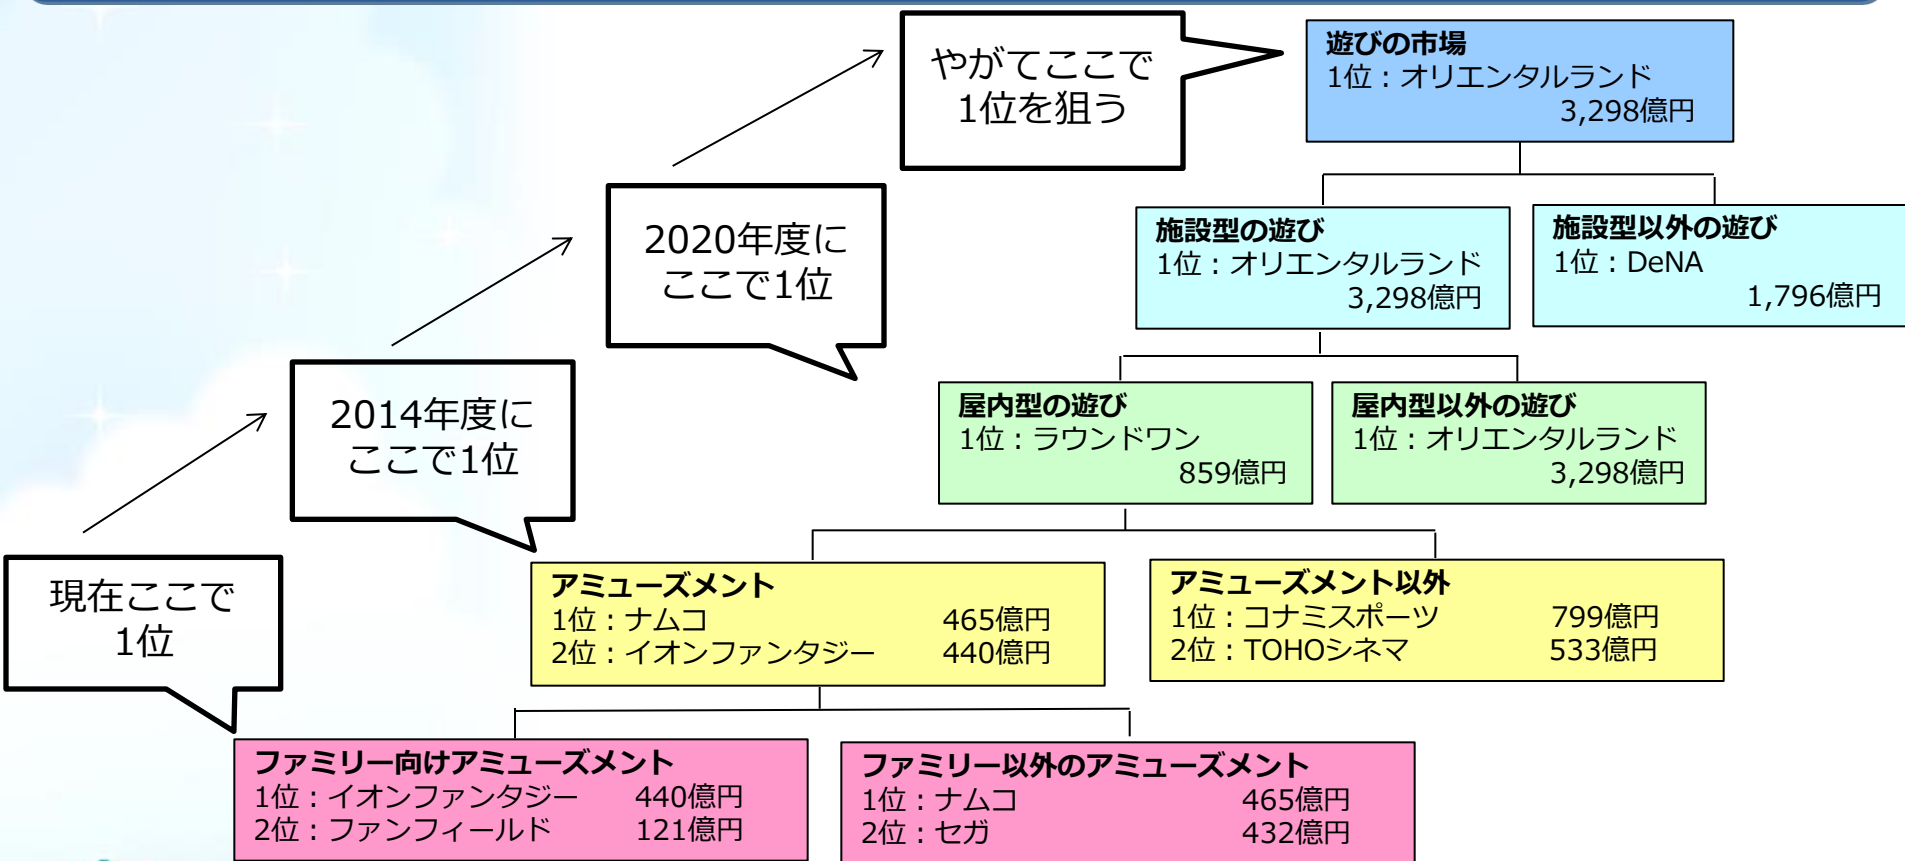 やがてここで
1位を狙う
遊びの市場
1位：オリエンタルランド
3,298億円
2020年度に
ここで1位
施設型の遊び
1位：オリエンタルランド
3,298億円
施設型以外の遊び
1位：DeNA
1,796億円
2014年度に
ここで1位
屋内型の遊び
1位：ラウンドワン
859億円
屋内型以外の遊び
1位：オリエンタルランド
3,298億円
現在ここで
1位
アミューズメント
1位：ナムコ 465億円
2位：イオンファンタジー 440億円
アミューズメント以外
1位：コナミスポーツ 799億円
2位：TOHOシネマ 533億円
ファミリー向けアミューズメント
1位：イオンファンタジー 440億円
2位：ファンフィールド 121億円
ファミリー以外のアミューズメント
1位：ナムコ 465億円
2位：セガ 432億円